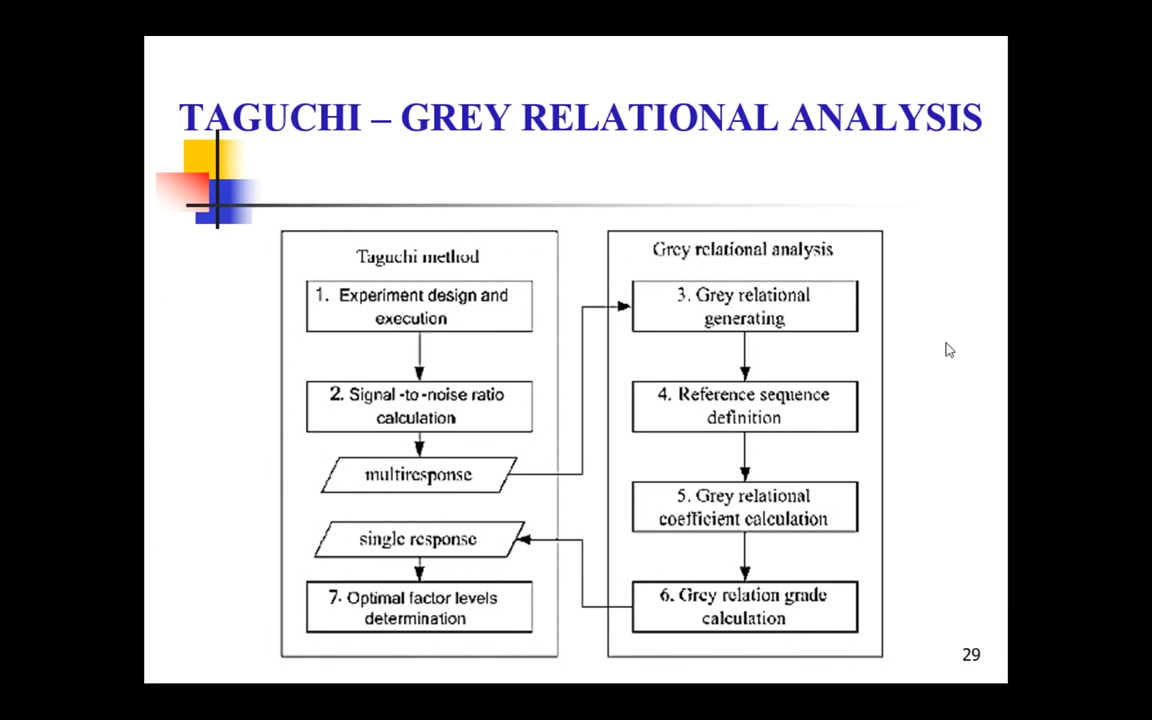 TAGUCHI – GREY RELATIONAL ANALYSIS
Taguchi method
1. Experiment design and
execution
2. Signal-to-noise ratio
calculation
multiresponse
single response
7. Optimal factor levels
determination
Grey relational analysis
3. Grey relational
generating
4. Reference sequence
definition
5. Grey relational
coefficient calculation
6. Grey relation grade
calculation
29